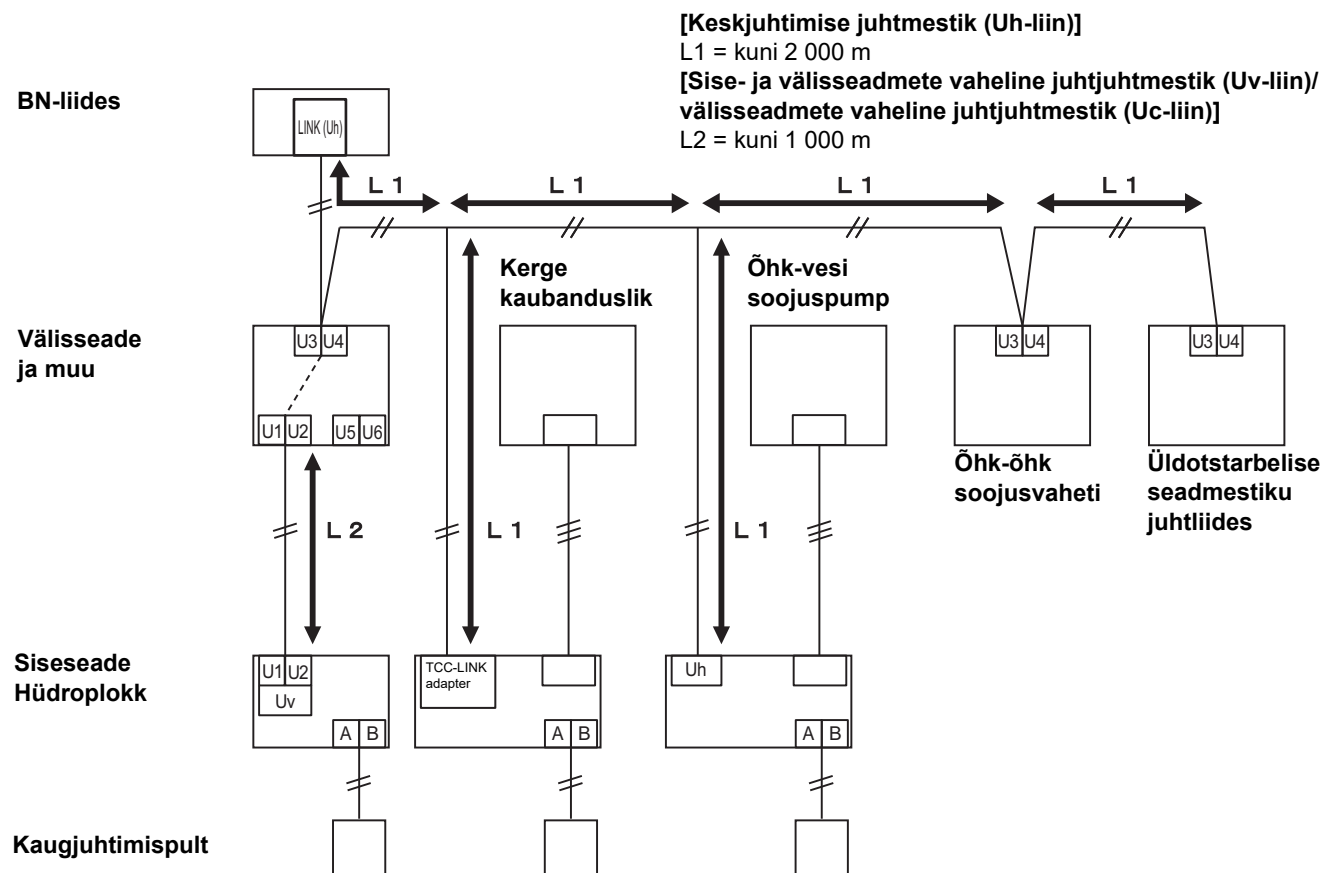 [Keskjuhtimise juhtmestik (Uh-liin)]
L1 = kuni 2 000 m
[Sise- ja välisseadmete vaheline juhtjuhtmestik (Uv-liin)/
välisseadmete vaheline juhtjuhtmestik (Uc-liin)]
L2 = kuni 1 000 m
BN-liides
LINK (Uh)
L 1
L 1
L 1
L 1
Kerge
kaubanduslik
Õhk-vesi
soojuspump
Välisseade
ja muu
U3 U4
U3 U4
U3 U4
U1 U2
U5 U6
Õhk-õhk
soojusvaheti
Üldotstarbelise
seadmestiku
juhtliides
L 2
L 1
L 1
Siseseade
Hüdroplokk
U1 U2
Uv
TCC-LINK
adapter
Uh
A B
A B
A B
Kaugjuhtimispult